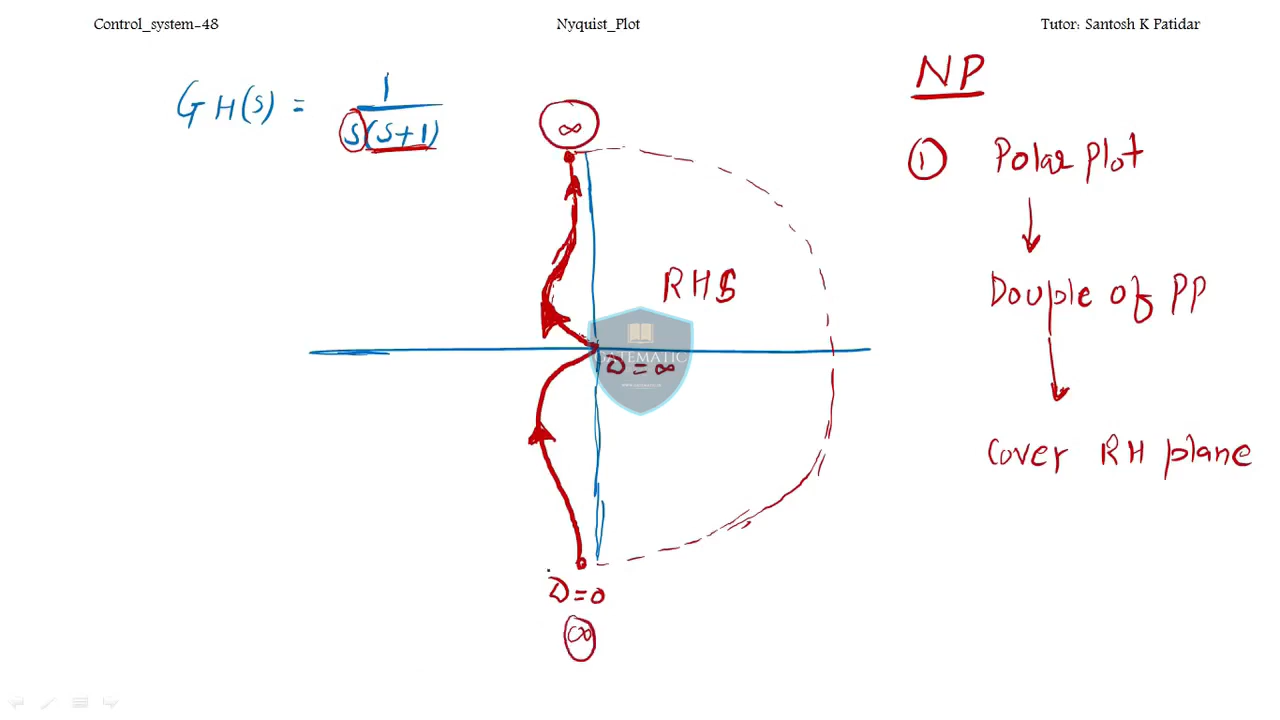 Control_system-48
Nyquist_Plot
Tutor: Santosh K Patidar
GH(s) = 1
s(s+1)
∞
NP
① Polar Plot
Double of PP
RHS
GATEMATIC
D = ∞
Cover RH plane
D = 0
∞